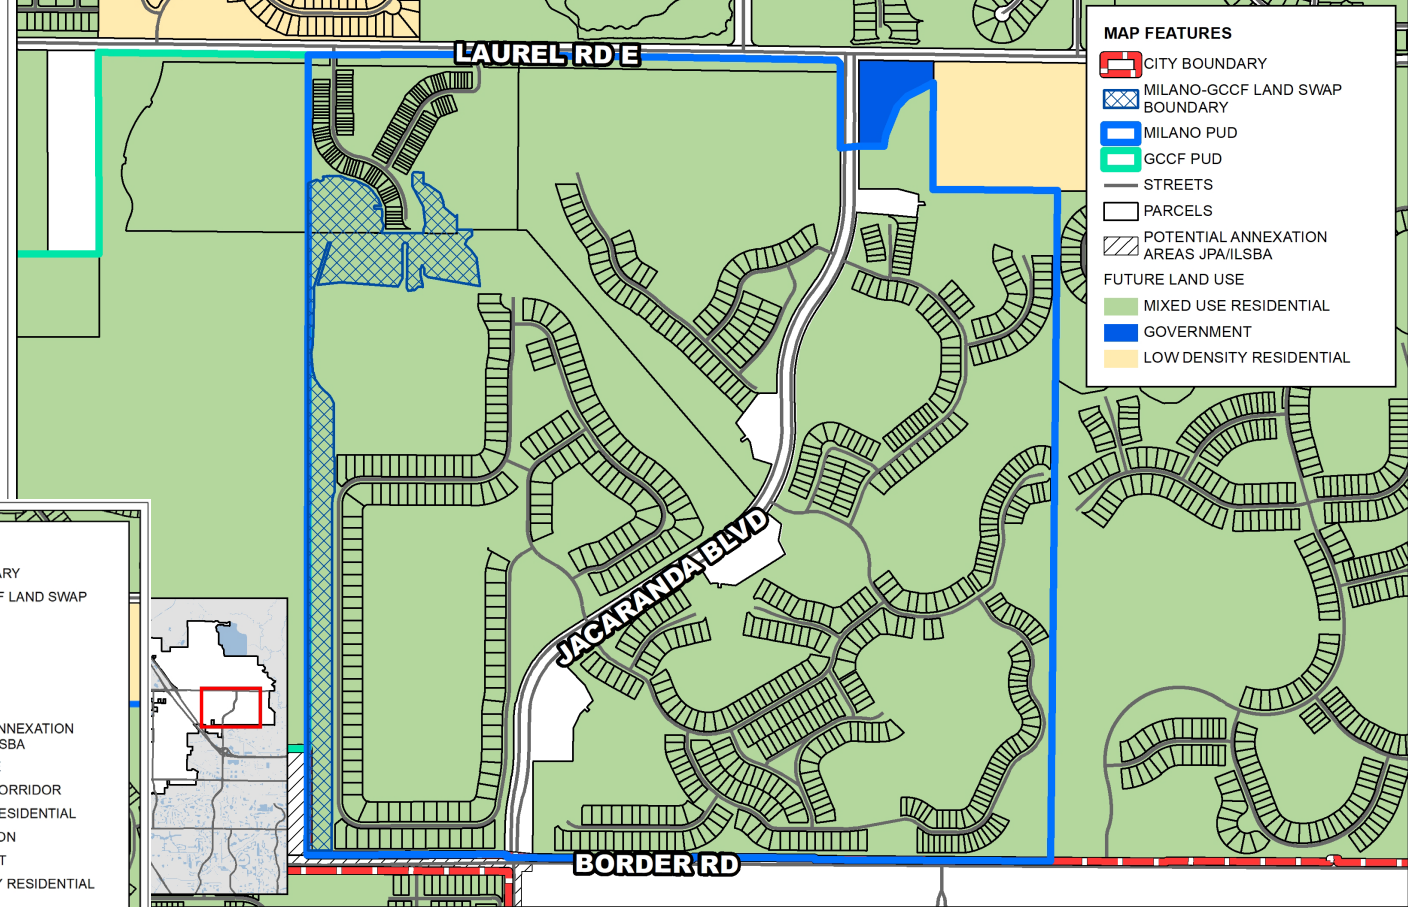 LAUREL RD E
MAP FEATURES
CITY BOUNDARY
MILANO-GCCF LAND SWAP
BOUNDARY
MILANO PUD
GCCF PUD
STREETS
PARCELS
POTENTIAL ANNEXATION
AREAS JPA/ILSBA
FUTURE LAND USE
MIXED USE RESIDENTIAL
GOVERNMENT
LOW DENSITY RESIDENTIAL
JACARANDA BLVD
BORDER RD
ARY
F LAND SWAP
NNEXATION
SBA
ORRIDOR
ESIDENTIAL
ON
T
Y RESIDENTIAL